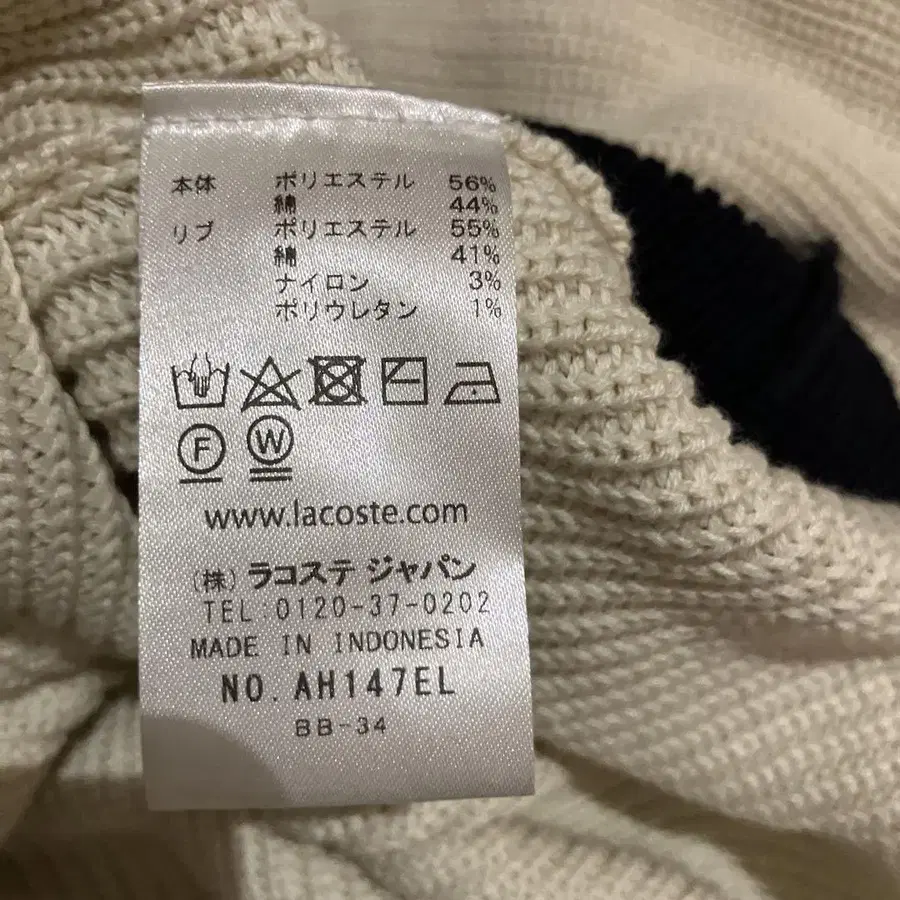 本体 ポリエステル 56%
綿 44%
リブ ポリエステル 55%
綿 41%
ナイロン 3%
ポリウレタン 1%
F W
www.lacoste.com
(株) ラコステ ジャパン
TEL:0120-37-0202
MADE IN INDONESIA
NO. AH147EL
BB-34